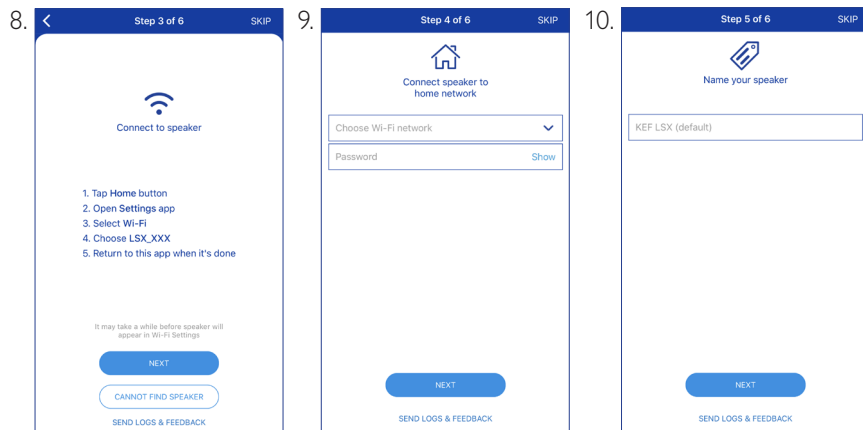 8.
Step 3 of 6
SKIP
Connect to speaker
1. Tap Home button
2. Open Settings app
3. Select Wi-Fi
4. Choose LSX_XXX
5. Return to this app when it's done
It may take a while before speaker will
appear in Wi-Fi Settings
NEXT
CANNOT FIND SPEAKER
SEND LOGS & FEEDBACK
9.
Step 4 of 6
SKIP
Connect speaker to
home network
Choose Wi-Fi network
Password
Show
NEXT
SEND LOGS & FEEDBACK
10.
Step 5 of 6
SKIP
Name your speaker
KEF LSX (default)
NEXT
SEND LOGS & FEEDBACK